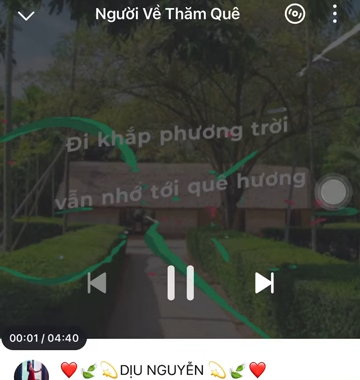 Người Về Thăm Quê
Đi khắp phương trời
vẫn nhớ tới quê hương
00:01 / 04:40
❤️🌿💫DỊU NGUYỄN 💫🌿❤️